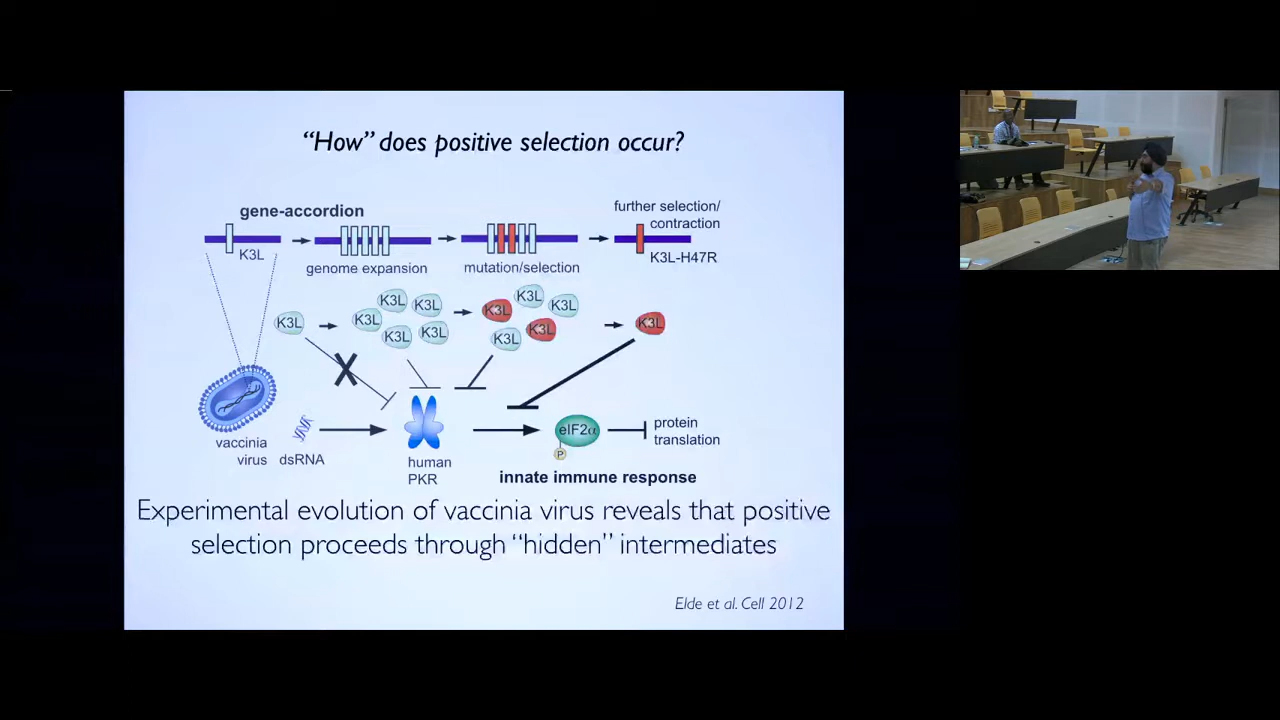 “How” does positive selection occur?
gene-accordion
further selection/
contraction
K3L
genome expansion
mutation/selection
K3L-H47R
K3L
K3L
K3L
K3L
K3L
K3L
K3L
K3L
K3L
K3L
K3L
K3L
eIF2α
P
protein
translation
vaccinia
virus
dsRNA
human
PKR
innate immune response
Experimental evolution of vaccinia virus reveals that positive
selection proceeds through “hidden” intermediates
Elde et al. Cell 2012